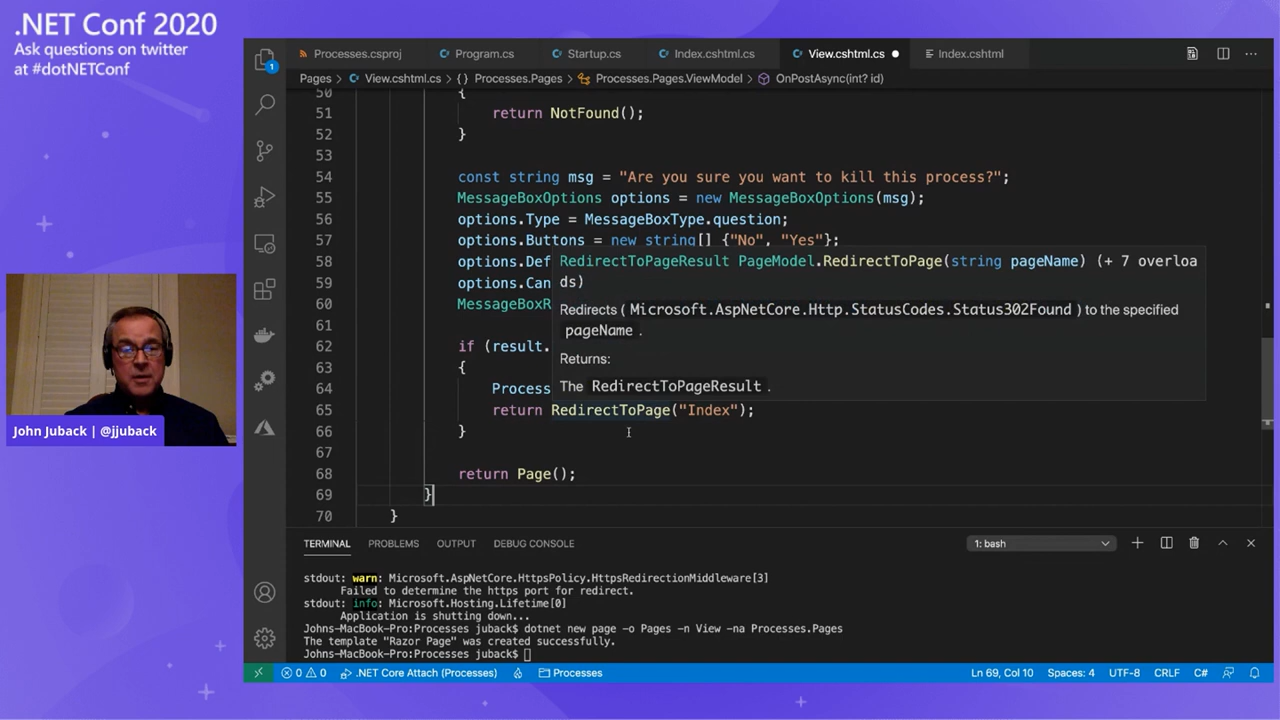 .NET Conf 2020
Ask questions on twitter
at #dotNETConf
Processes.csproj
Program.cs
Startup.cs
Index.cshtml.cs
View.cshtml.cs
Index.cshtml
Pages > View.cshtml.cs > {} Processes.Pages > Processes.Pages.ViewModel > OnPostAsync(int? id)
50 {
51 return NotFound();
52 }
53
54 const string msg = "Are you sure you want to kill this process?";
55 MessageBoxOptions options = new MessageBoxOptions(msg);
56 options.Type = MessageBoxType.question;
57 options.Buttons = new string[] {"No", "Yes"};
58 options.Def
59 options.Can
60 MessageBoxR
61
62 if (result.
63 {
64 Process
65 return RedirectToPage("Index");
66 }
67
68 return Page();
69 }
70 }
RedirectToPageResult PageModel.RedirectToPage(string pageName) (+ 7 overloa
ds)
Redirects ( Microsoft.AspNetCore.Http.StatusCodes.Status302Found ) to the specified
pageName .
Returns:
The RedirectToPageResult .
John Juback | @jjuback
1
TERMINAL PROBLEMS OUTPUT DEBUG CONSOLE 1: bash
stdout: warn: Microsoft.AspNetCore.HttpsPolicy.HttpsRedirectionMiddleware[3]
Failed to determine the https port for redirect.
stdout: info: Microsoft.Hosting.Lifetime[0]
Application is shutting down...
Johns-MacBook-Pro:Processes juback$ dotnet new page -o Pages -n View -na Processes.Pages
The template "Razor Page" was created successfully.
Johns-MacBook-Pro:Processes juback$
0 0 .NET Core Attach (Processes) Processes Ln 69, Col 10 Spaces: 4 UTF-8 CRLF C#